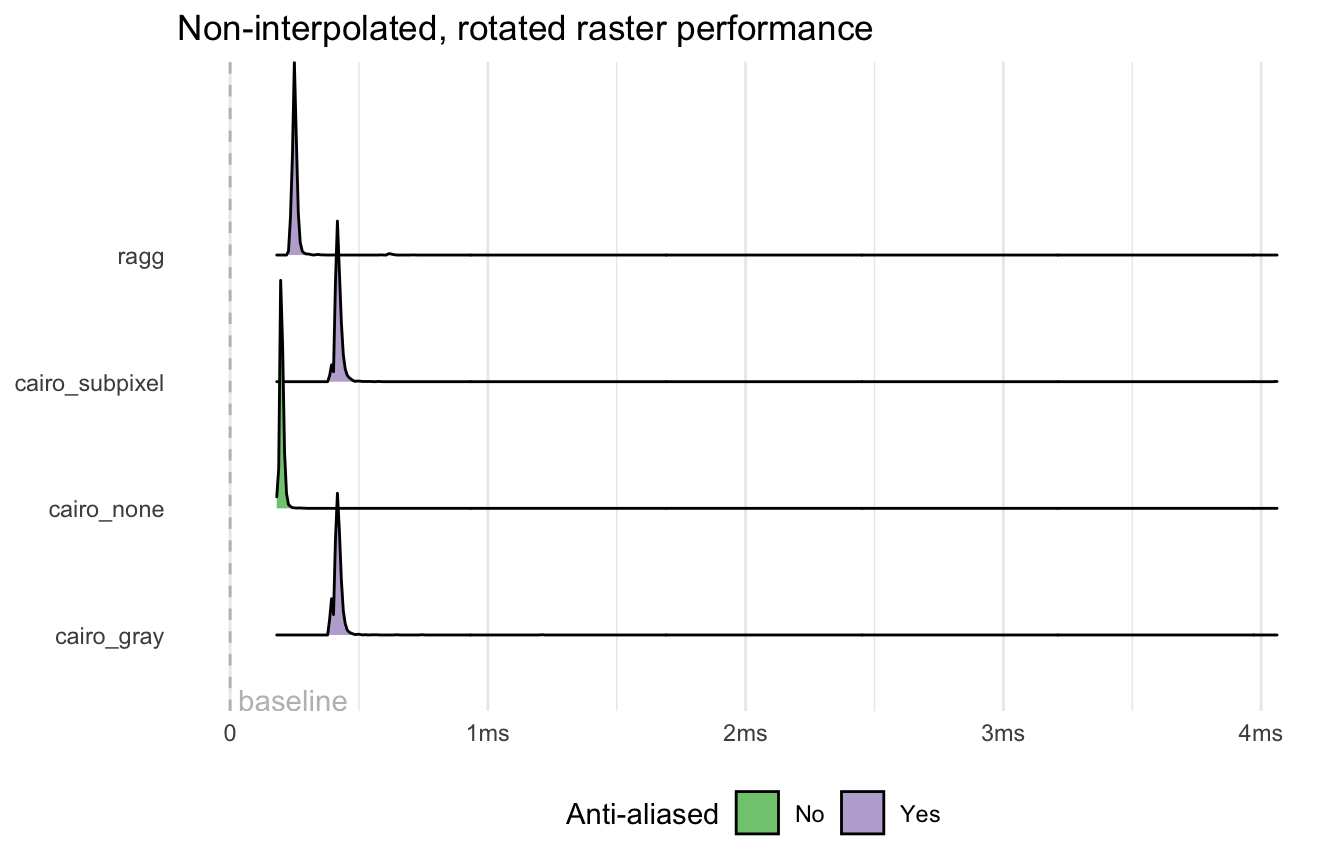 Non-interpolated, rotated raster performance
ragg
cairo_subpixel
cairo_none
cairo_gray
baseline
0 1ms 2ms 3ms 4ms
Anti-aliased No Yes